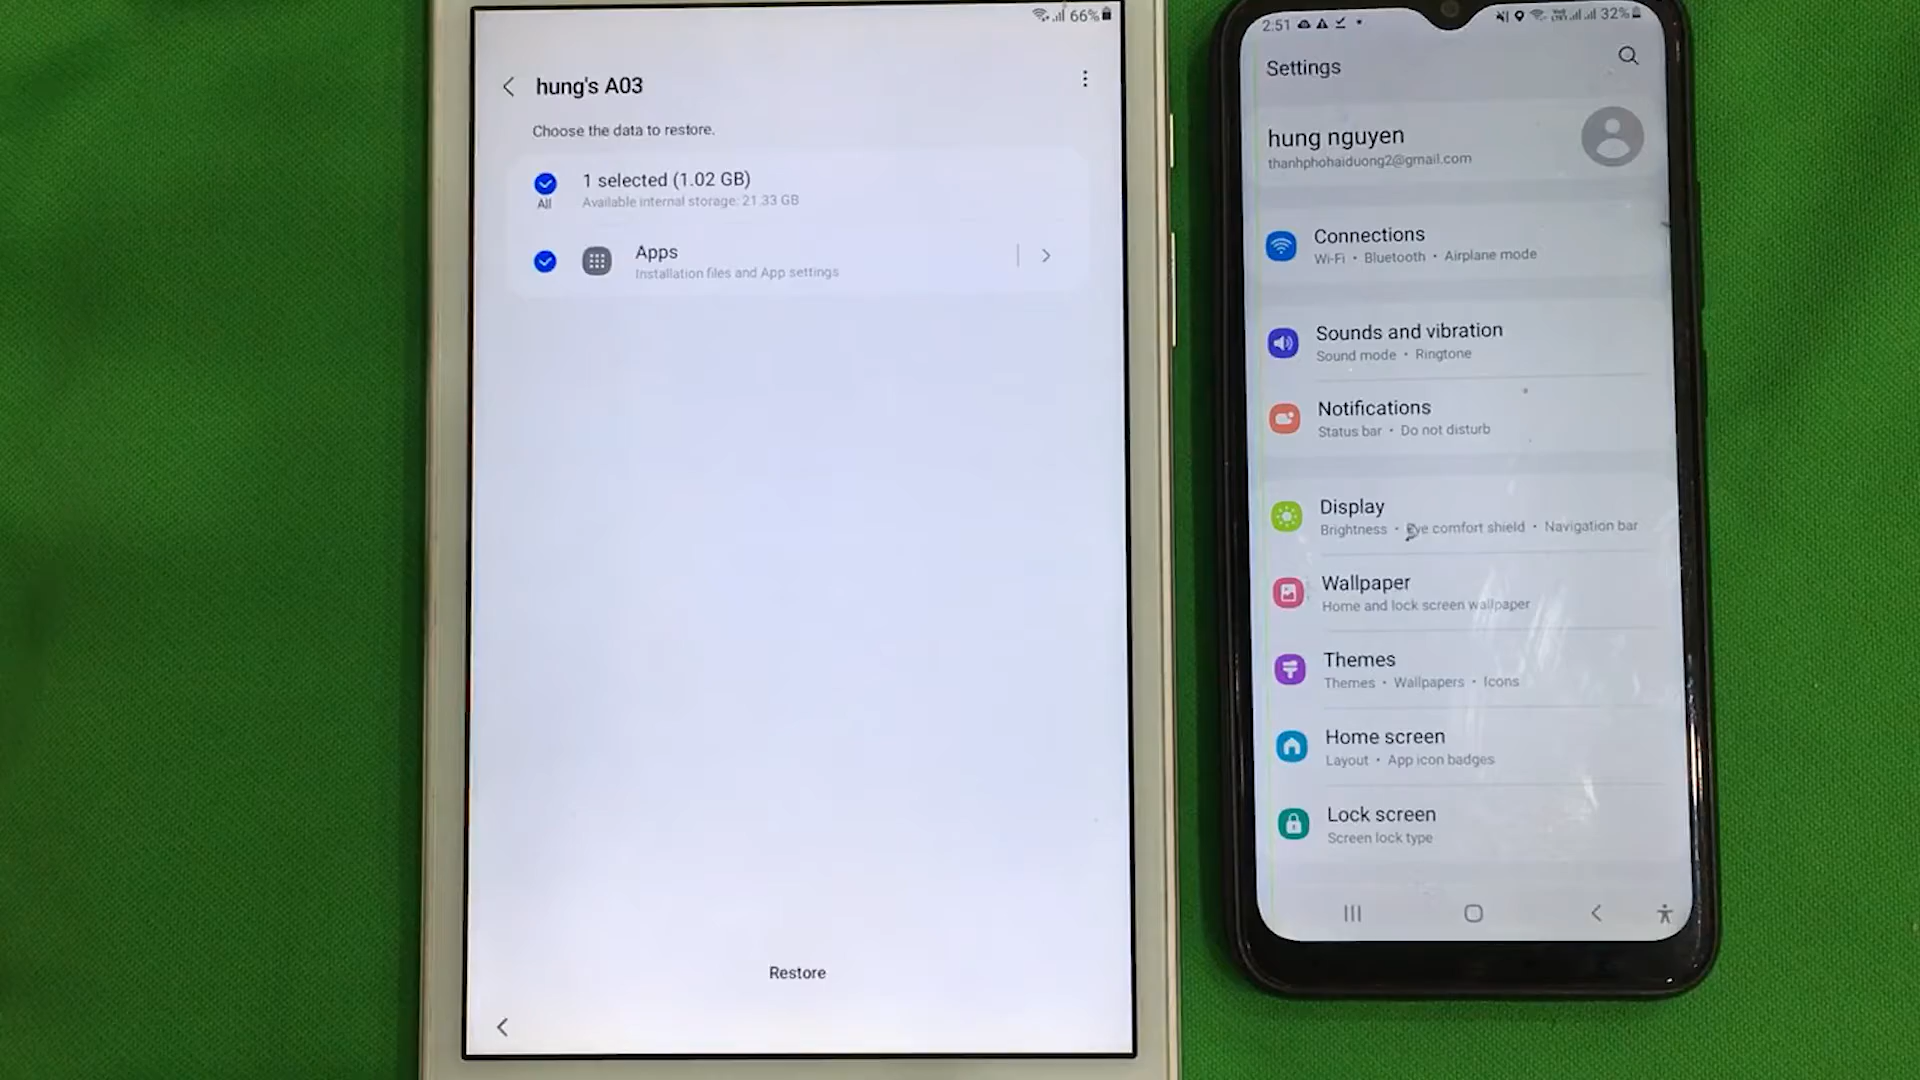 66%
hung's A03
Choose the data to restore.
1 selected (1.02 GB)
All
Available internal storage: 21.33 GB
Apps
Installation files and App settings
Restore
2:51
32%
Settings
hung nguyen
thanhphohaiduong2@gmail.com
Connections
Wi-Fi • Bluetooth • Airplane mode
Sounds and vibration
Sound mode • Ringtone
Notifications
Status bar • Do not disturb
Display
Brightness • Eye comfort shield • Navigation bar
Wallpaper
Home and lock screen wallpaper
Themes
Themes • Wallpapers • Icons
Home screen
Layout • App icon badges
Lock screen
Screen lock type